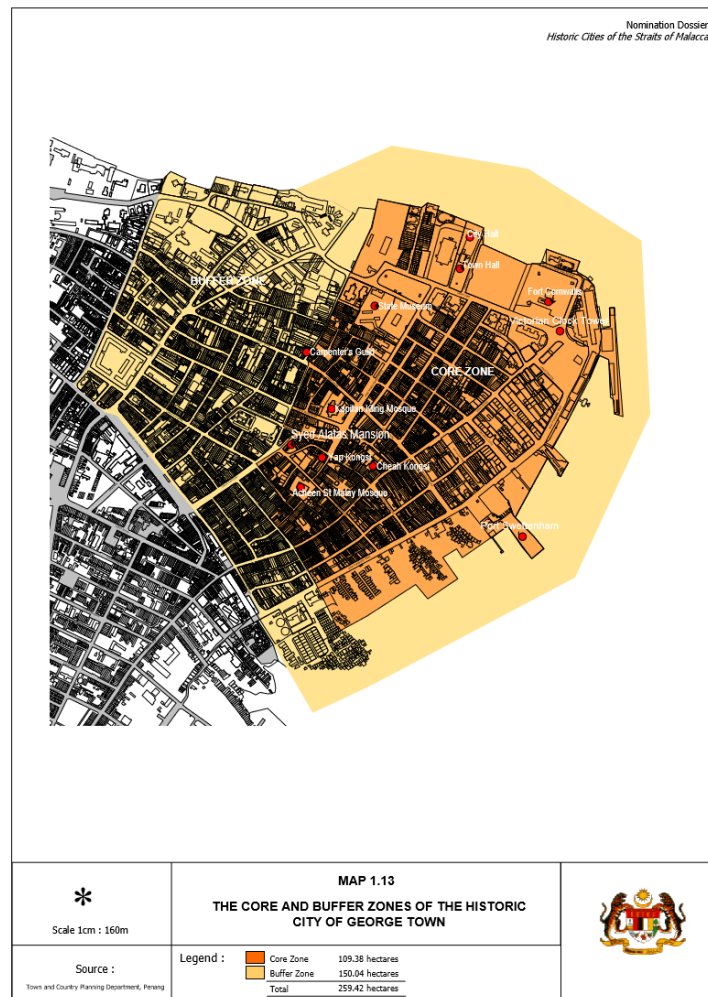 Nomination Dossier
Historic Cities of the Straits of Malacca
City Hall
Town Hall
BUFFER ZONE
Fort Cornwallis
State Museum
Victorian Clock Tower
Carpenter's Guild
CORE ZONE
Kapitan Kling Mosque
Syed Alatas Mansion
Yap Kongsi
Cheah Kongsi
Acheen St Malay Mosque
Port Swettenham
MAP 1.13
THE CORE AND BUFFER ZONES OF THE HISTORIC
CITY OF GEORGE TOWN
Scale 1cm : 160m
Source :
Town and Country Planning Department, Penang
Legend :
Core Zone 109.38 hectares
Buffer Zone 150.04 hectares
Total 259.42 hectares